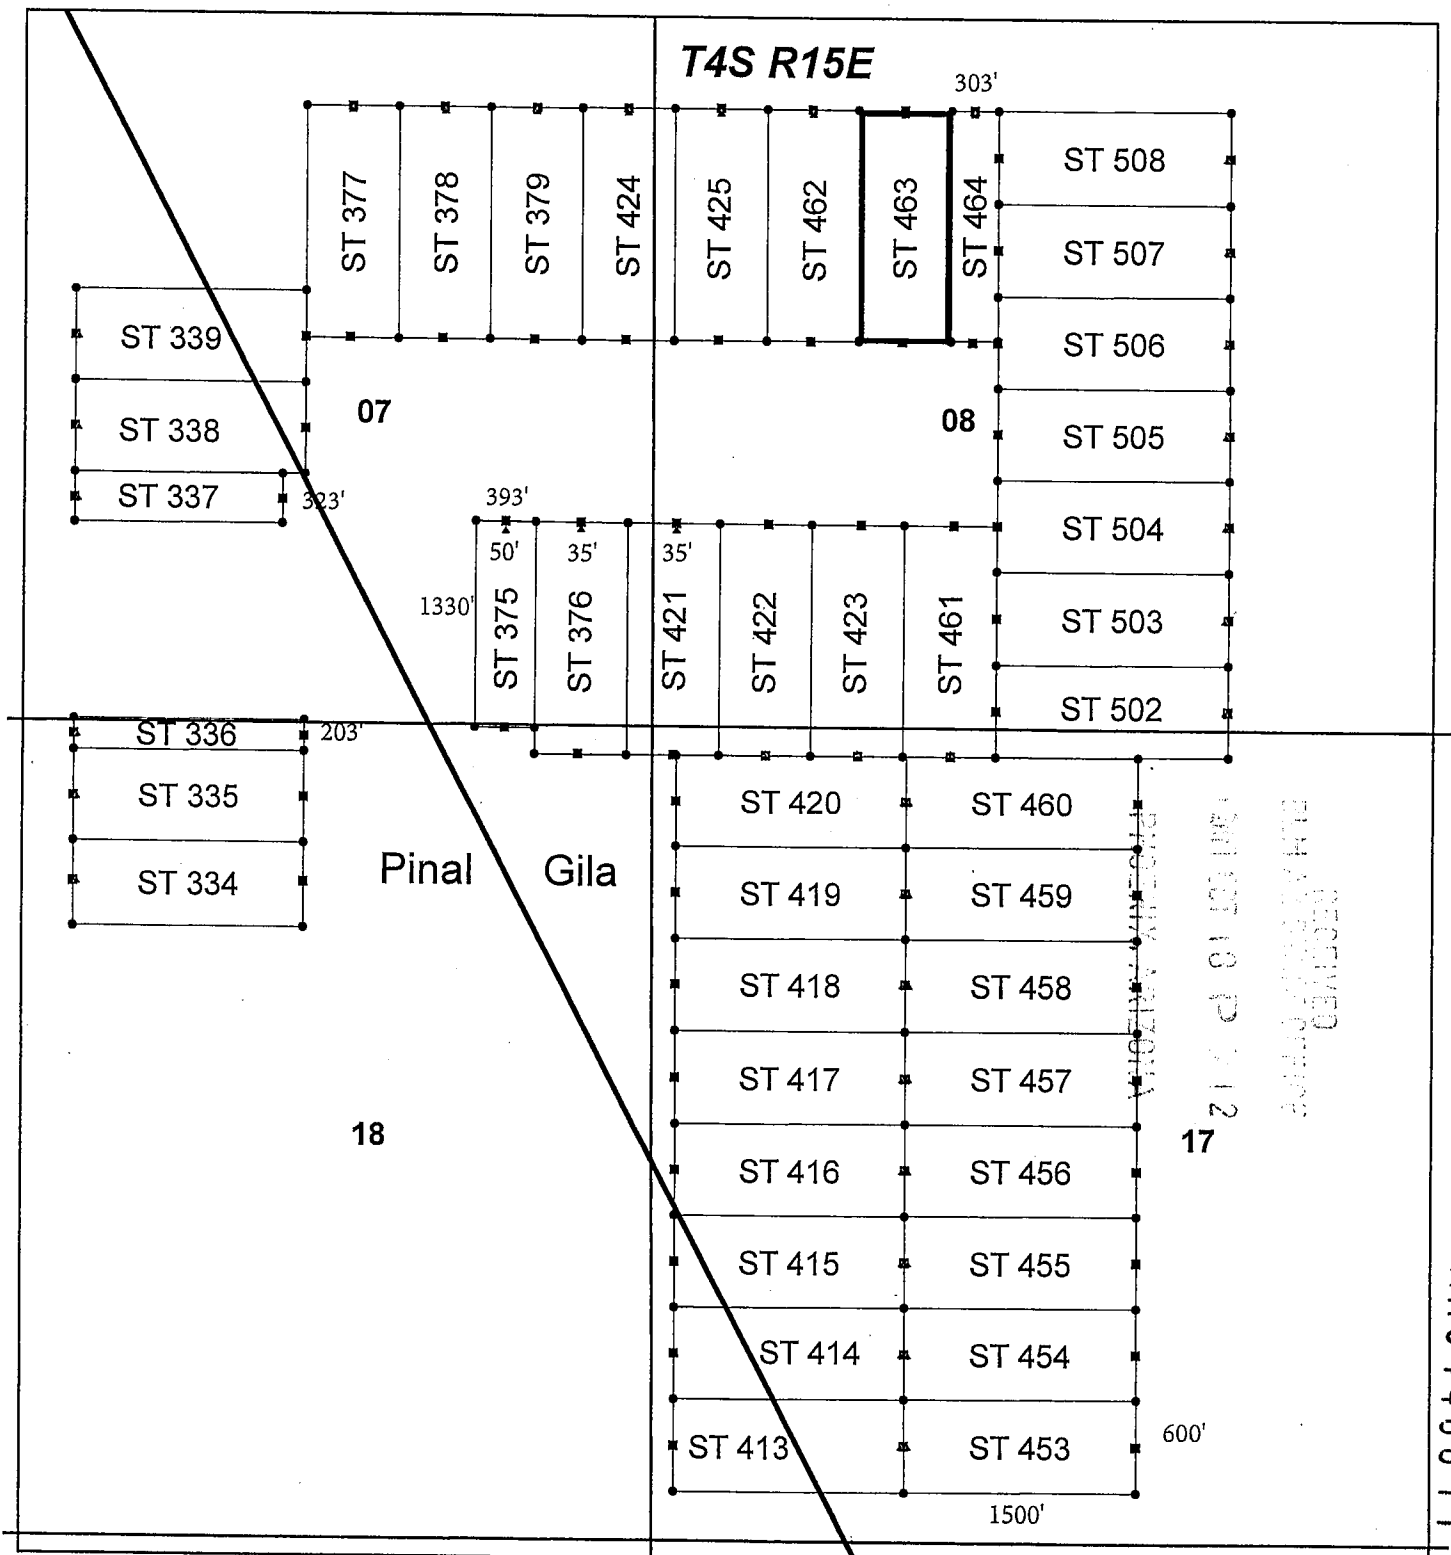 T4S R15E
303'
ST 377
ST 378
ST 379
ST 424
ST 425
ST 462
ST 463
ST 464
ST 508
ST 507
ST 506
ST 505
ST 504
ST 503
ST 502
ST 339
ST 338
ST 337
323'
07
08
393'
50'
35'
35'
1330'
ST 375
ST 376
ST 421
ST 422
ST 423
ST 461
ST 336
203'
ST 335
ST 334
Pinal
Gila
ST 420
ST 460
ST 419
ST 459
ST 418
ST 458
ST 417
ST 457
ST 416
ST 456
ST 415
ST 455
ST 414
ST 454
ST 413
ST 453
18
17
600'
1500'
RECEIVED
PHOENIX, ARIZONA